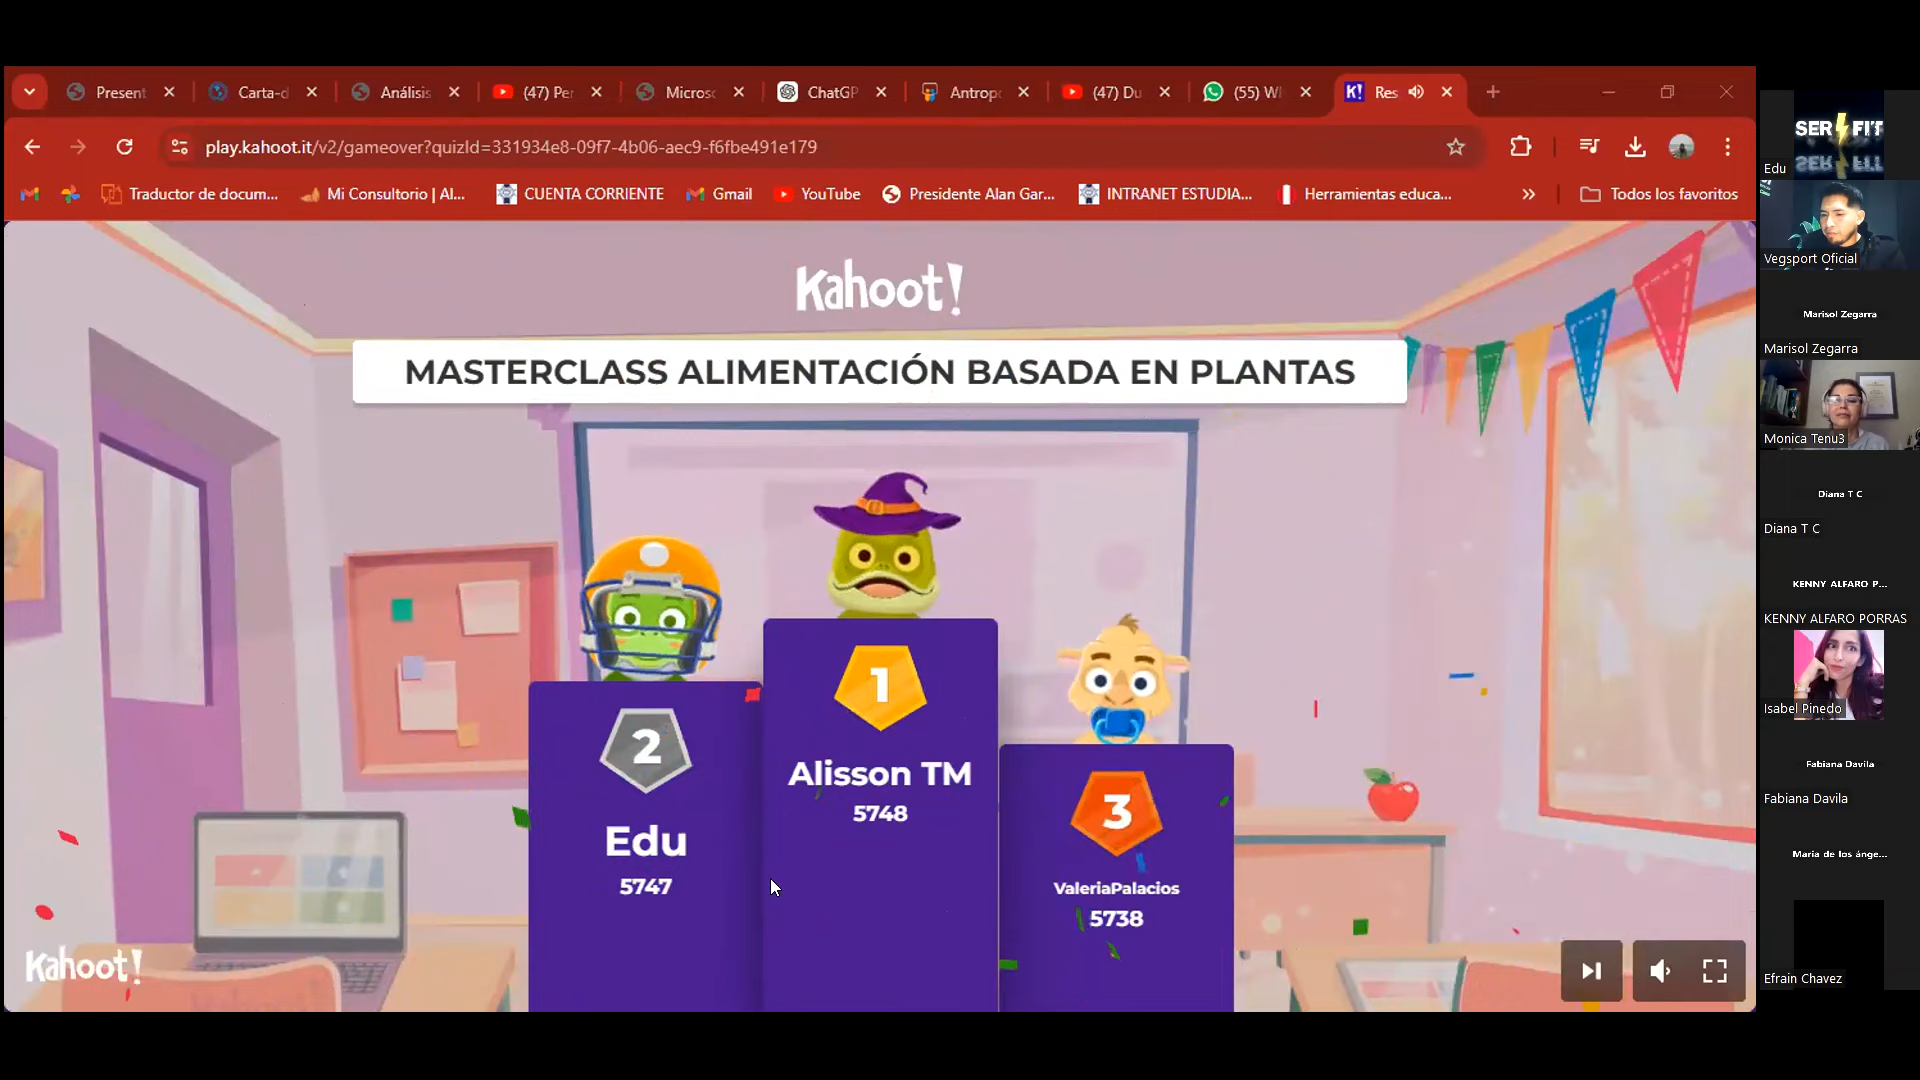 Present
Carta-d
Análisis
(47) Per
Micros
ChatGP
Antropo
(47) Du
(55) W
Res
play.kahoot.it/v2/gameover?quizId=331934e8-09f7-4b06-aec9-f6fbe491e179
Traductor de docum...
Mi Consultorio | Al...
CUENTA CORRIENTE
Gmail
YouTube
Presidente Alan Gar...
INTRANET ESTUDIA...
Herramientas educa...
»
Todos los favoritos
Kahoot!
MASTERCLASS ALIMENTACIÓN BASADA EN PLANTAS
2
Edu
5747
1
Alisson TM
5748
3
ValeriaPalacios
5738
Kahoot!
SER FIT
Edu
Vegsport Oficial
Marisol Zegarra
Marisol Zegarra
Monica Tenu3
Diana T C
Diana T C
KENNY ALFARO P...
KENNY ALFARO PORRAS
Isabel Pinedo
Fabiana Davila
Fabiana Davila
Maria de los ánge...
Efrain Chavez